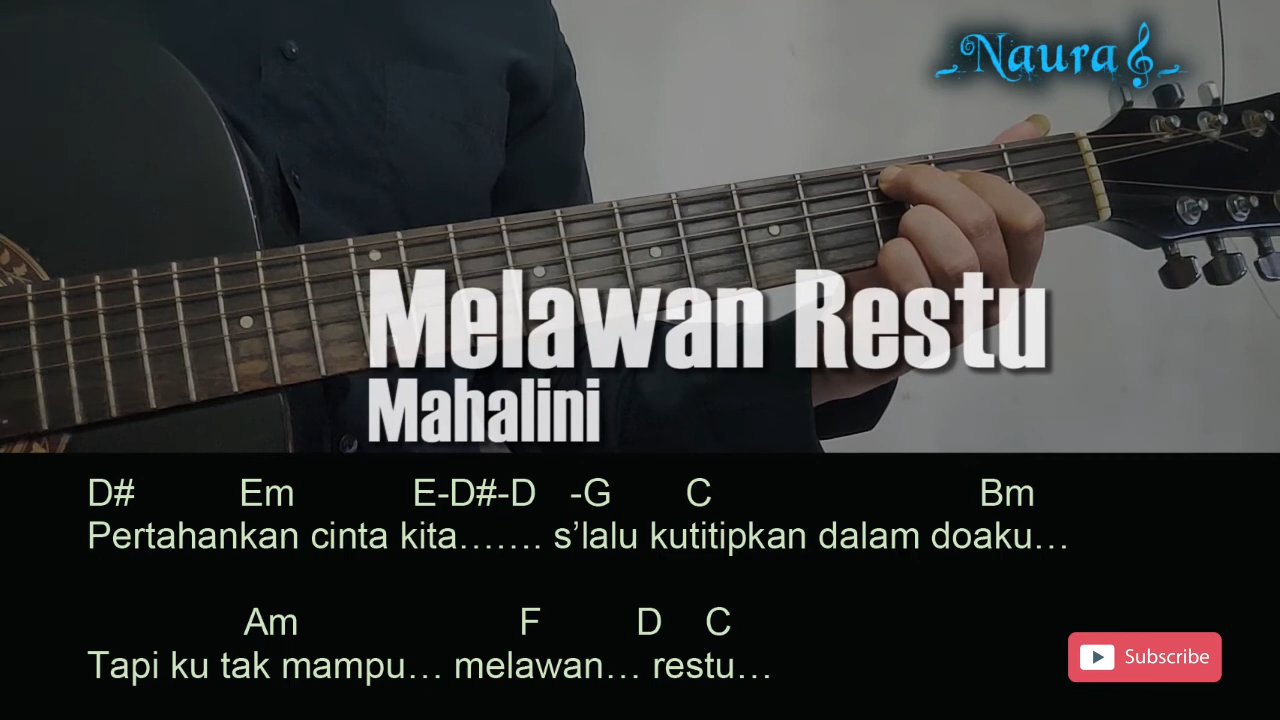 Naura
Melawan Restu
Mahalini
D# Em E-D#-D -G C Bm
Pertahankan cinta kita....... s’lalu kutitipkan dalam doaku...
Am F D C
Tapi ku tak mampu... melawan... restu...
Subscribe